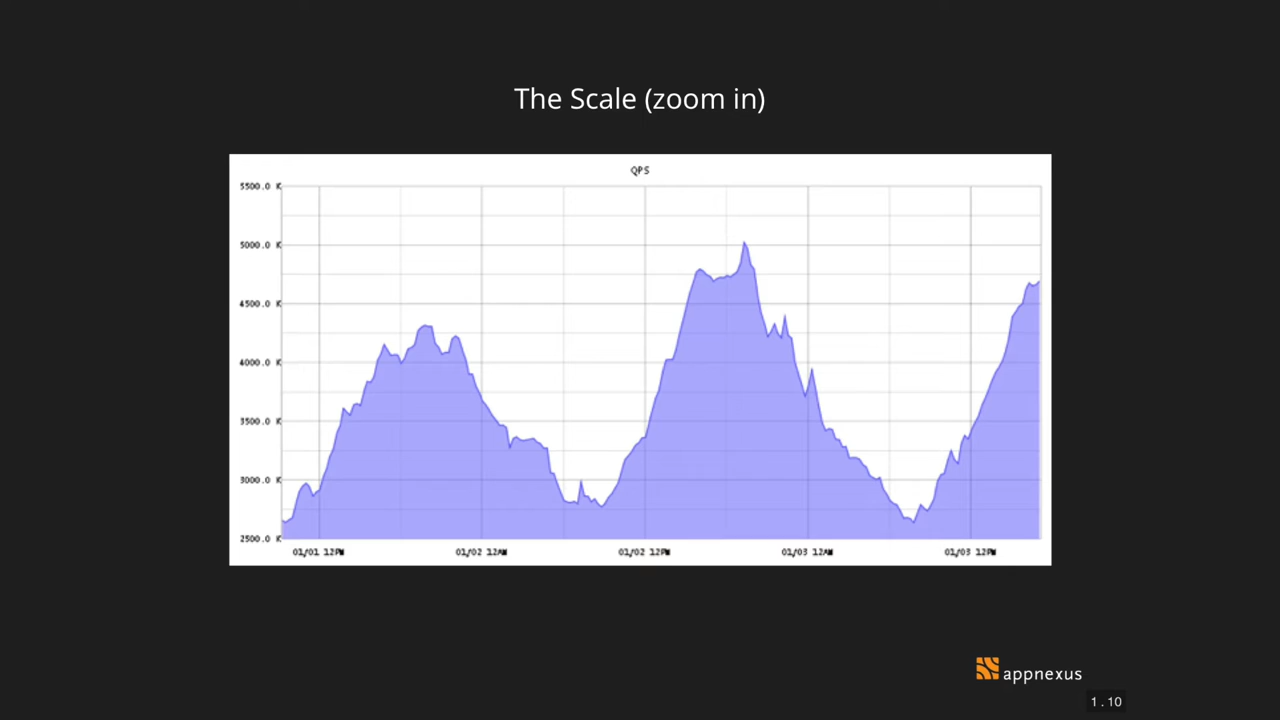 The Scale (zoom in)
QPS
5500.0 K
5000.0 K
4500.0 K
4000.0 K
3500.0 K
3000.0 K
2500.0 K
01/01 12PM 01/02 12AM 01/02 12PM 01/03 12AM 01/03 12PM
appnexus
1.10